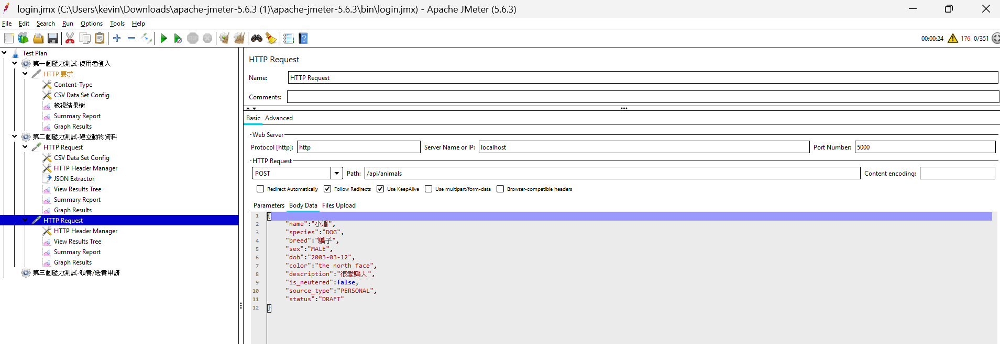 login.jmx (C:\Users\kevin\Downloads\apache-jmeter-5.6.3 (1)\apache-jmeter-5.6.3\bin\login.jmx) - Apache JMeter (5.6.3)
File Edit Search Run Options Tools Help
STOP
00:00:24 176 0/351
Test Plan
第一個壓力測試-使用者登入
HTTP 要求
Content-Type
CSV Data Set Config
檢視結果樹
Summary Report
Graph Results
第二個壓力測試-建立動物資料
HTTP Request
CSV Data Set Config
HTTP Header Manager
JSON Extractor
View Results Tree
Summary Report
Graph Results
HTTP Request
HTTP Header Manager
View Results Tree
Summary Report
Graph Results
第三個壓力測試-領養/送養申請
HTTP Request
Name: HTTP Request
Comments:
Basic Advanced
Web Server
Protocol [http]: http Server Name or IP: localhost Port Number: 5000
HTTP Request
POST Path: /api/animals Content encoding:
Redirect Automatically Follow Redirects Use KeepAlive Use multipart/form-data Browser-compatible headers
Parameters Body Data Files Upload
1 {
2 "name":"小潘",
3 "species":"DOG",
4 "breed":"騙子",
5 "sex":"MALE",
6 "dob":"2003-03-12",
7 "color":"the north face",
8 "description":"很愛騙人",
9 "is_neutered":false,
10 "source_type":"PERSONAL",
11 "status":"DRAFT"
12 }